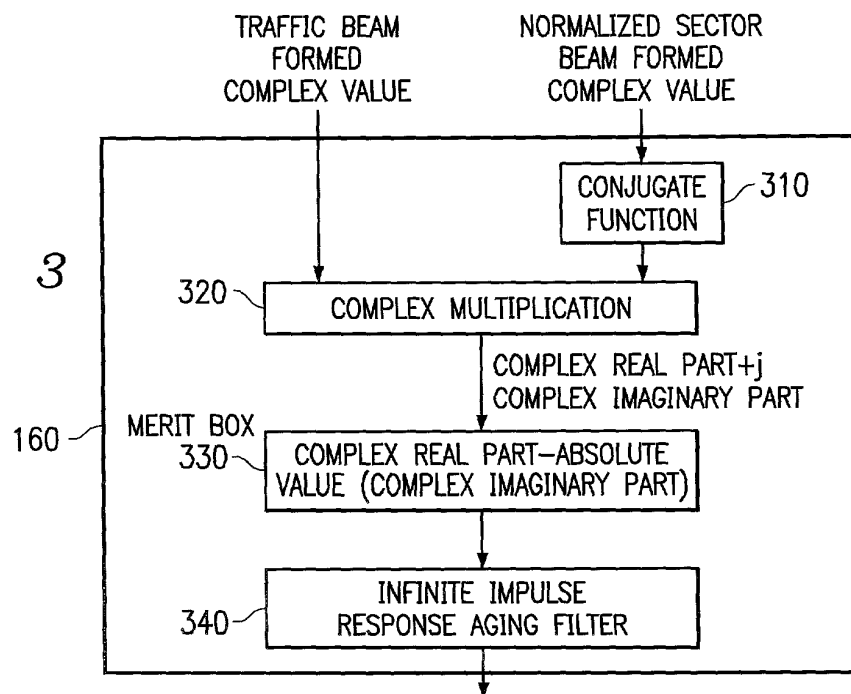 TRAFFIC BEAM
FORMED
COMPLEX VALUE
NORMALIZED SECTOR
BEAM FORMED
COMPLEX VALUE
CONJUGATE
FUNCTION
310
3
320
COMPLEX MULTIPLICATION
COMPLEX REAL PART+j
COMPLEX IMAGINARY PART
160
MERIT BOX
330
COMPLEX REAL PART–ABSOLUTE
VALUE (COMPLEX IMAGINARY PART)
340
INFINITE IMPULSE
RESPONSE AGING FILTER